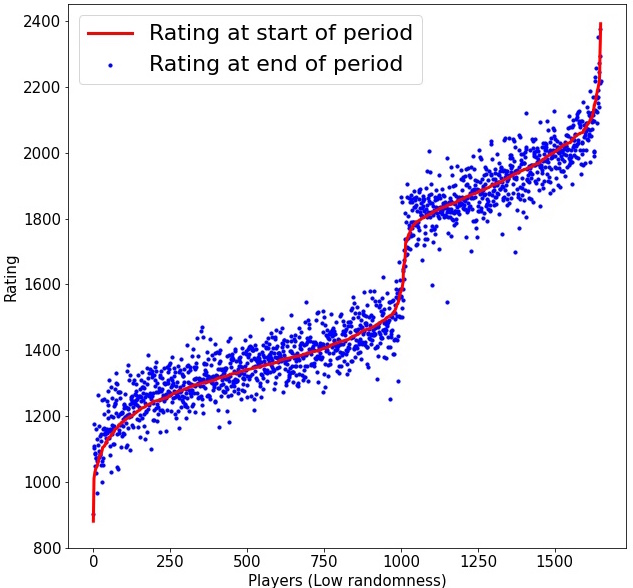 Rating at start of period
Rating at end of period
2400
2200
2000
1800
1600
1400
1200
1000
800
Rating
0 250 500 750 1000 1250 1500
Players (Low randomness)